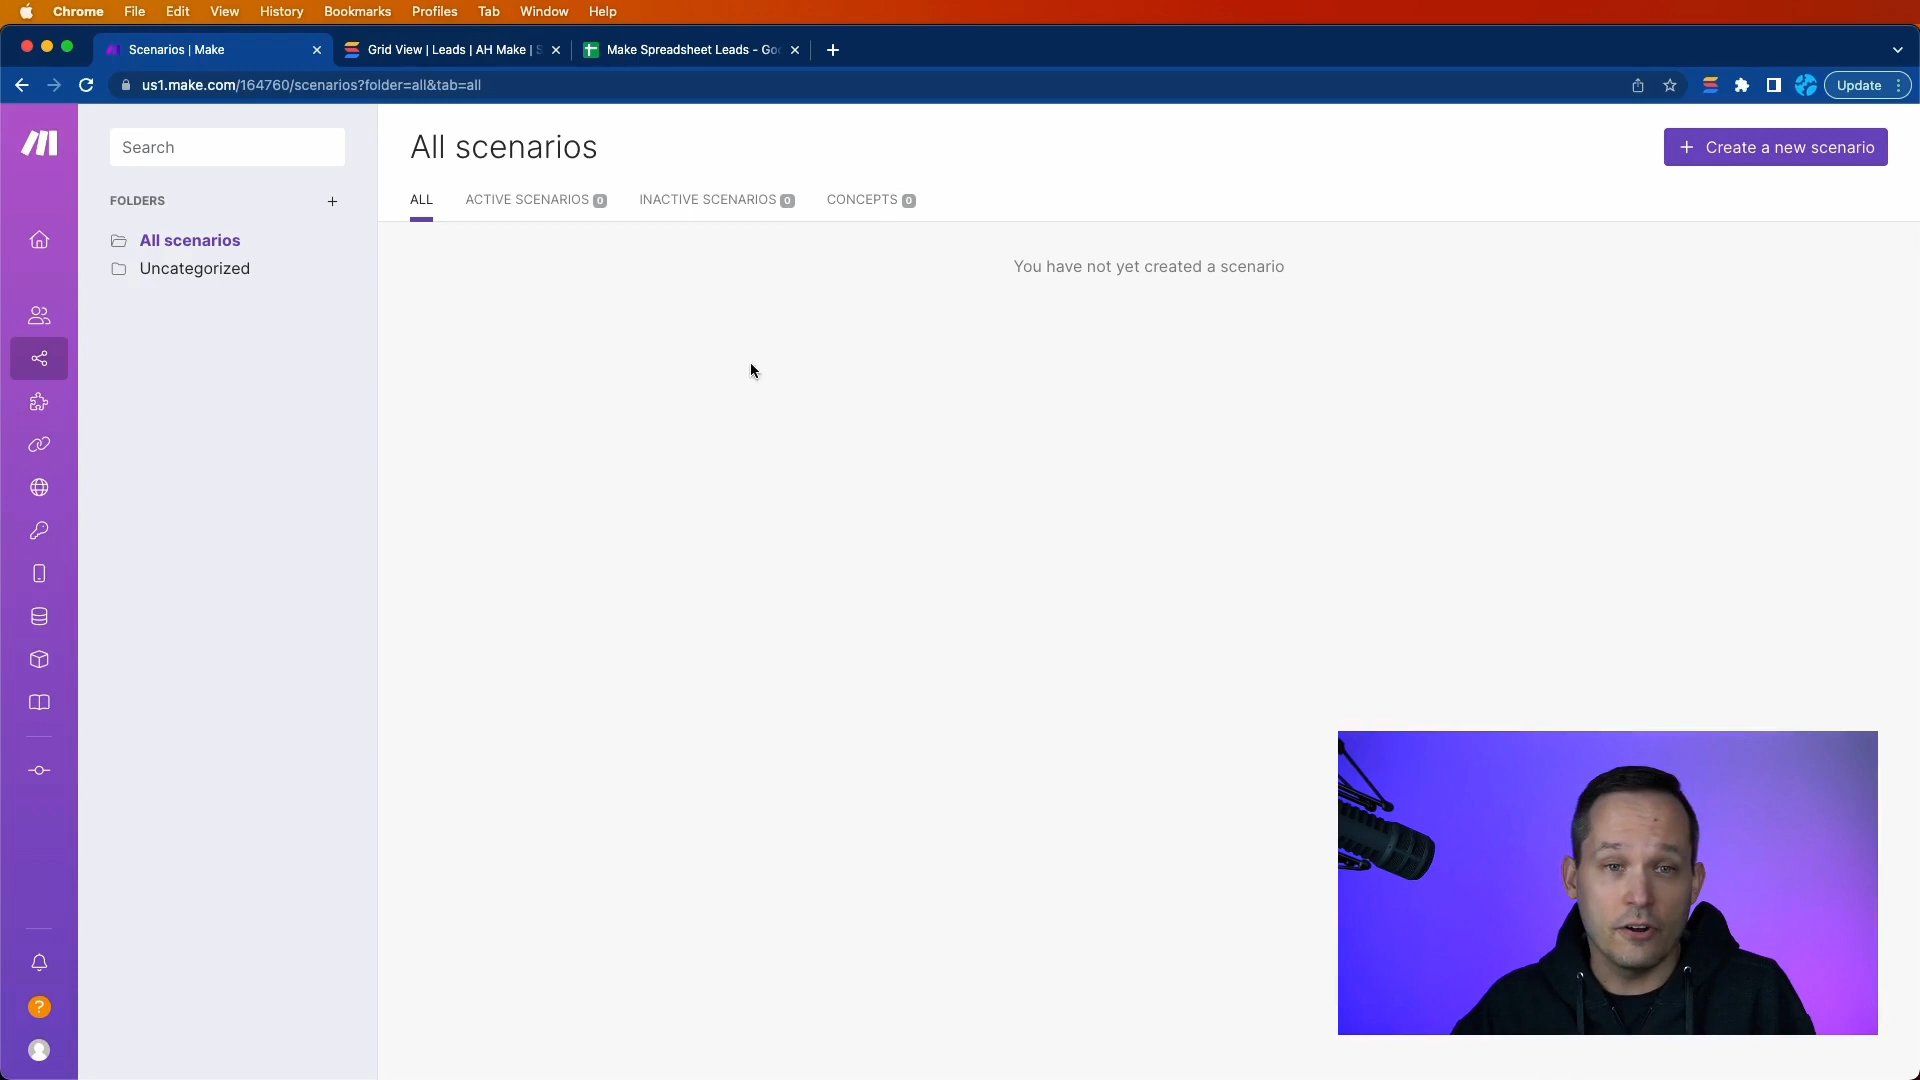 Chrome File Edit View History Bookmarks Profiles Tab Window Help
Scenarios | Make
Grid View | Leads | AH Make | S
Make Spreadsheet Leads - Goo
us1.make.com/164760/scenarios?folder=all&tab=all
Update
Search
All scenarios
+ Create a new scenario
FOLDERS +
ALL ACTIVE SCENARIOS 0 INACTIVE SCENARIOS 0 CONCEPTS 0
All scenarios
Uncategorized
You have not yet created a scenario
?